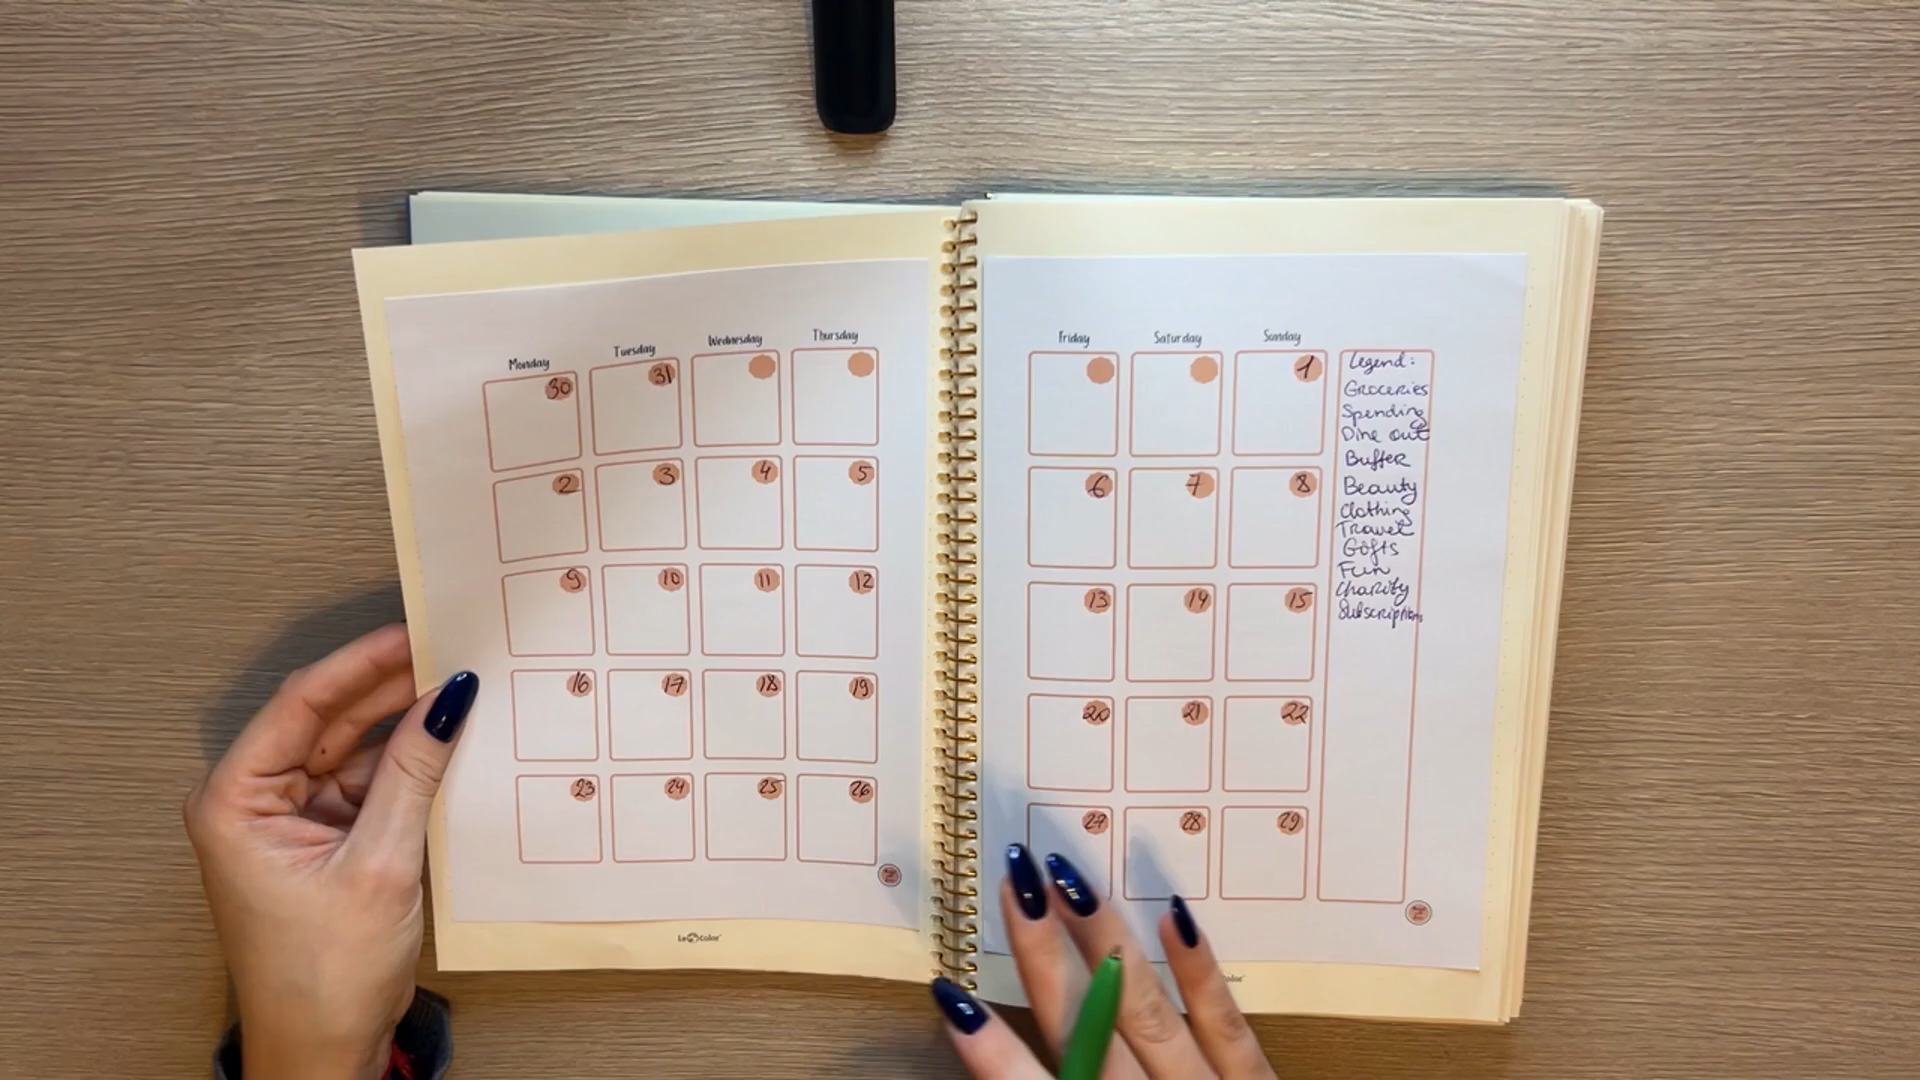 Monday Tuesday Wednesday Thursday
30 31
2 3 4 5
9 10 11 12
16 17 18 19
23 24 25 26
Le Color
Friday Saturday Sunday
1
6 7 8
13 14 15
20 21 22
27 28 29
Legend:
Groceries
Spending
Dine out
Buffer
Beauty
Clothing
Travel
Gifts
Fun
Charity
Subscriptions